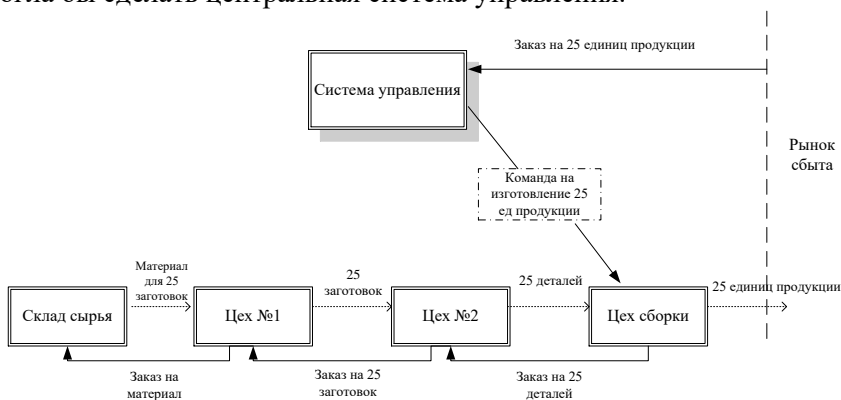 могла бы сделать центральная система управления.
Заказ на 25 единиц продукции
Система управления
Рынок
сбыта
Команда на
изготовление 25
ед продукции
Материал
для 25
заготовок
25
заготовок
25 деталей
25 единиц продукции
Склад сырья
Цех №1
Цех №2
Цех сборки
Заказ на
материал
Заказ на 25
заготовок
Заказ на 25
деталей